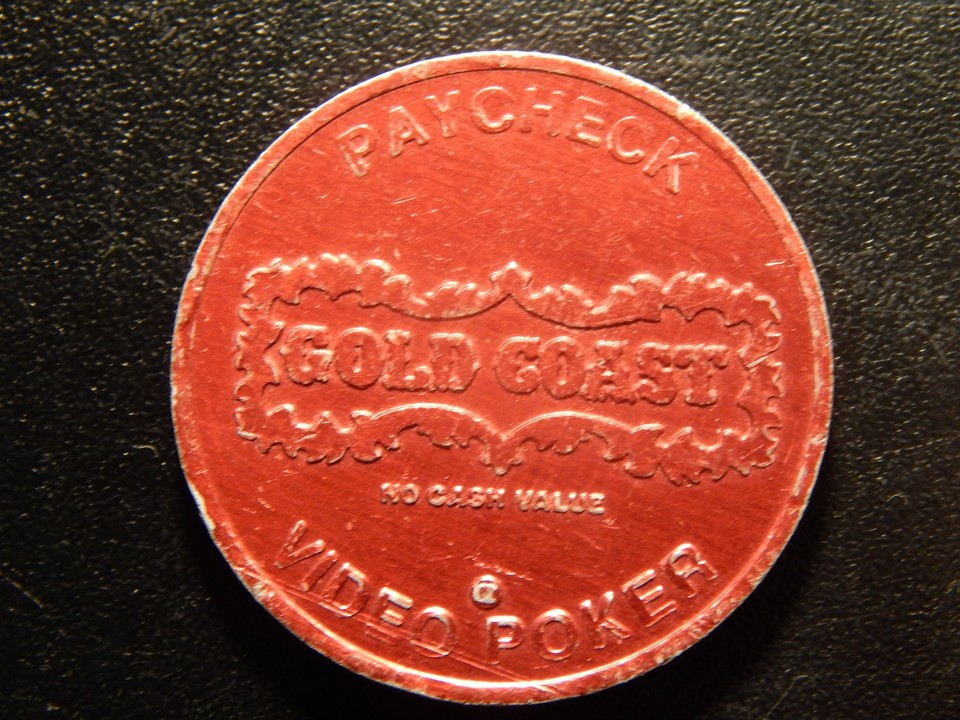 PAYCHECK
GOLD COAST
NO CASH VALUE
VIDEO POKER